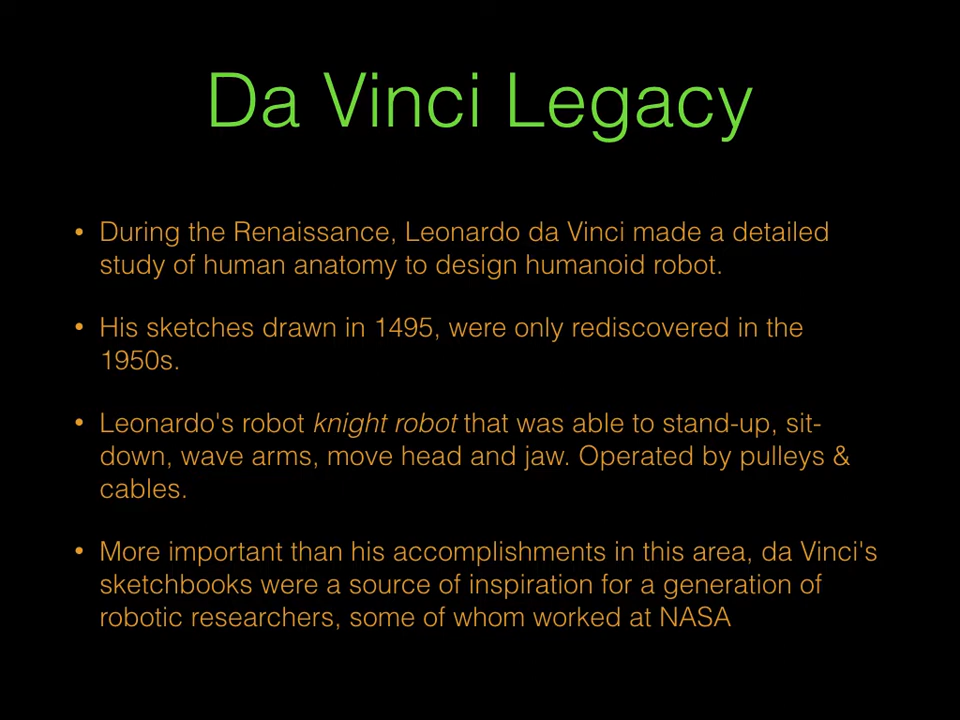 Da Vinci Legacy
• During the Renaissance, Leonardo da Vinci made a detailed
study of human anatomy to design humanoid robot.
• His sketches drawn in 1495, were only rediscovered in the
1950s.
• Leonardo's robot knight robot that was able to stand-up, sit-
down, wave arms, move head and jaw. Operated by pulleys &
cables.
• More important than his accomplishments in this area, da Vinci's
sketchbooks were a source of inspiration for a generation of
robotic researchers, some of whom worked at NASA